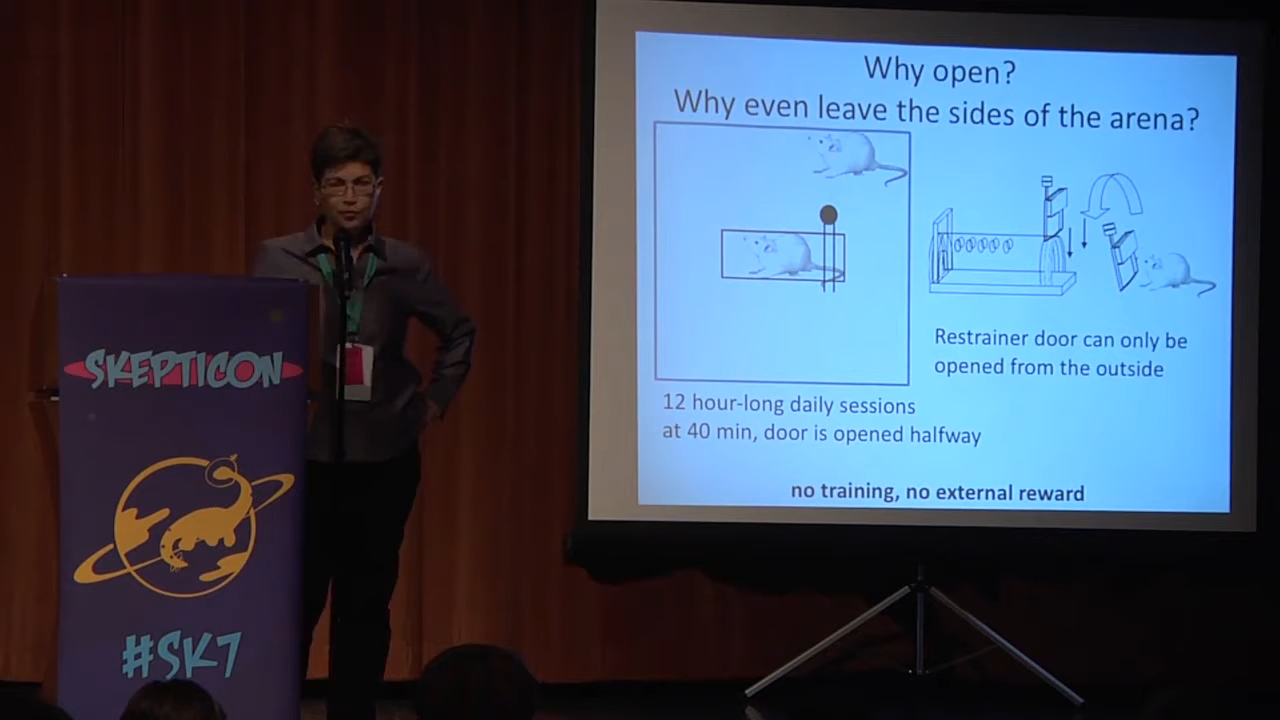 Why open?
Why even leave the sides of the arena?
Restrainer door can only be
opened from the outside
12 hour-long daily sessions
at 40 min, door is opened halfway
no training, no external reward
SKEPTICON
#SK7